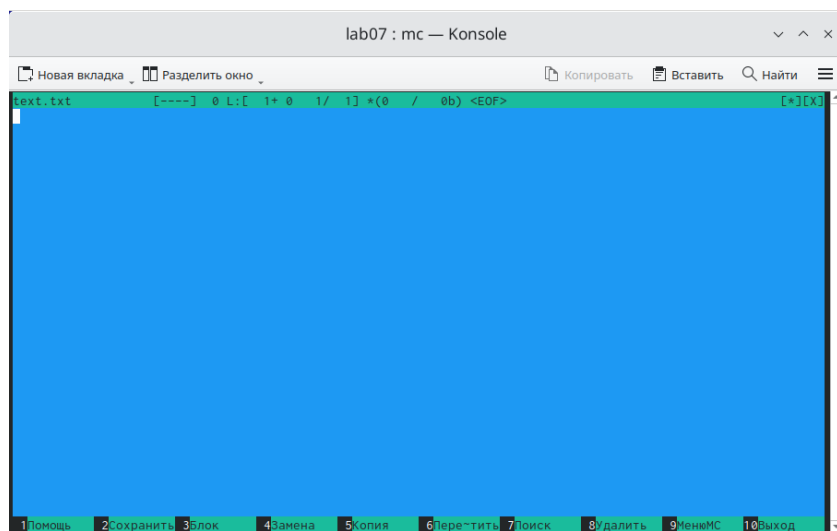 lab07 : mc — Konsole
Новая вкладка Разделить окно Копировать Вставить Найти
text.txt [----] 0 L:[ 1+ 0 1/ 1] *(0 / 0b) <EOF> [*][X]
1Помощь 2Сохранить 3Блок 4Замена 5Копия 6Пере~тить 7Поиск 8Удалить 9МенюMC 10Выход